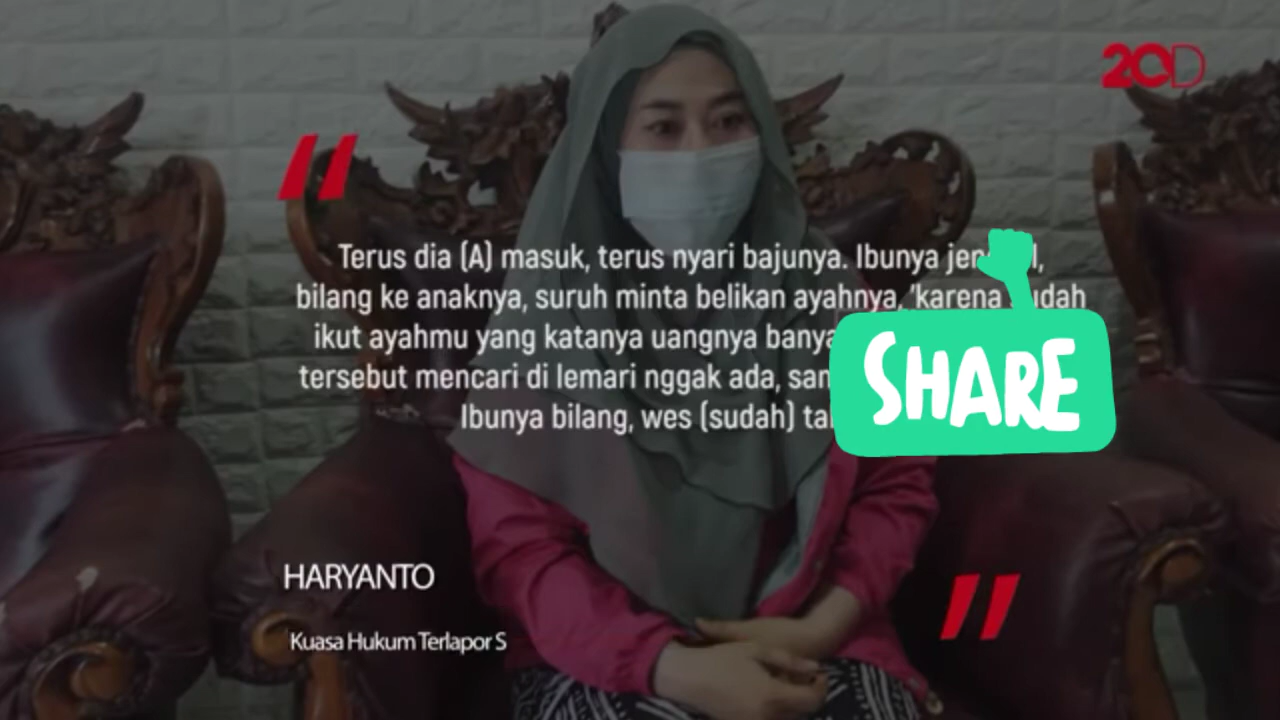 20D
Terus dia (A) masuk, terus nyari bajunya. Ibunya
bilang ke anaknya, suruh minta belikan ayahnya, 'karena
ikut ayahmu yang katanya uangnya
tersebut mencari di lemari nggak ada,
Ibunya bilang, wes (sudah)
SHARE
HARYANTO
Kuasa Hukum Terlapor S